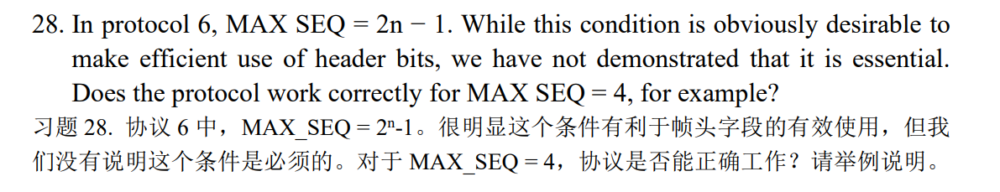 28. In protocol 6, MAX SEQ = 2n − 1. While this condition is obviously desirable to
make efficient use of header bits, we have not demonstrated that it is essential.
Does the protocol work correctly for MAX SEQ = 4, for example?
习题 28. 协议 6 中，MAX_SEQ = 2ⁿ-1。很明显这个条件有利于帧头字段的有效使用，但我
们没有说明这个条件是必须的。对于 MAX_SEQ = 4，协议是否能正确工作？请举例说明。